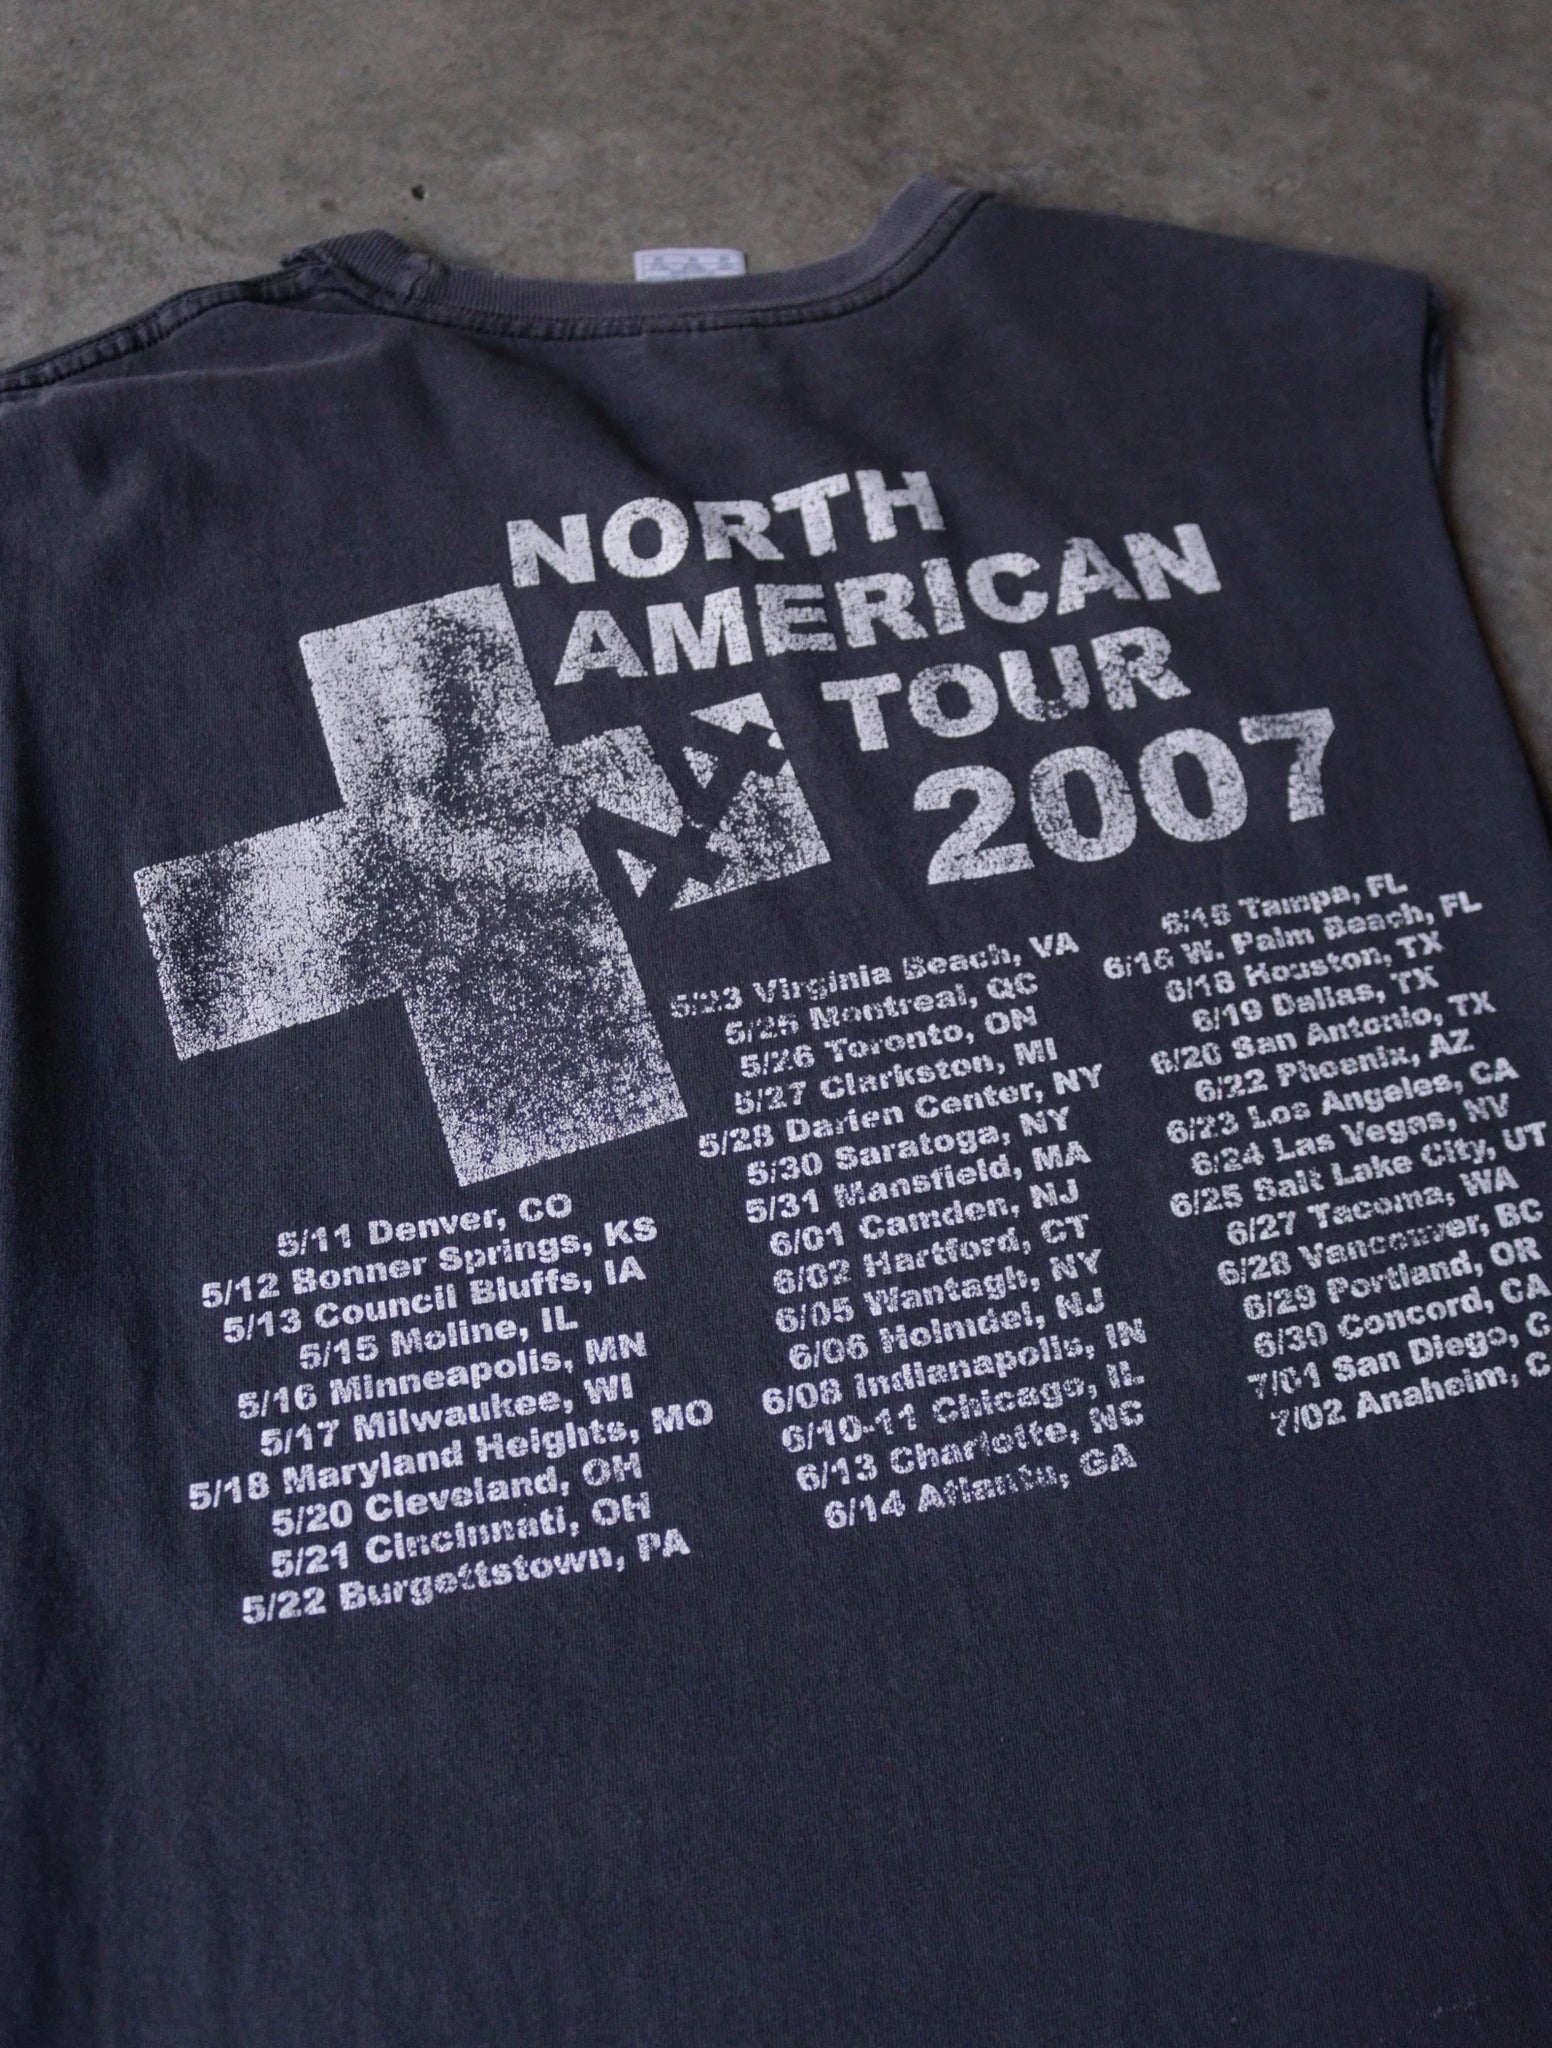 NORTH
AMERICAN
TOUR
2007
5/11 Denver, CO
5/12 Bonner Springs, KS
5/13 Council Bluffs, IA
5/15 Moline, IL
5/16 Minneapolis, MN
5/17 Milwaukee, WI
5/18 Maryland Heights, MO
5/20 Cleveland, OH
5/21 Cincinnati, OH
5/22 Burgettstown, PA
5/23 Virginia Beach, VA
5/25 Montreal, QC
5/26 Toronto, ON
5/27 Clarkston, MI
5/28 Darien Center, NY
5/30 Saratoga, NY
5/31 Mansfield, MA
6/01 Camden, NJ
6/02 Hartford, CT
6/05 Wantagh, NY
6/06 Holmdel, NJ
6/08 Indianapolis, IN
6/10-11 Chicago, IL
6/13 Charlotte, NC
6/14 Atlanta, GA
6/15 Tampa, FL
6/16 W. Palm Beach, FL
6/18 Houston, TX
6/19 Dallas, TX
6/20 San Antonio, TX
6/22 Phoenix, AZ
6/23 Los Angeles, CA
6/24 Las Vegas, NV
6/25 Salt Lake City, UT
6/27 Tacoma, WA
6/28 Vancouver, BC
6/29 Portland, OR
6/30 Concord, CA
7/01 San Diego, C
7/02 Anaheim, C